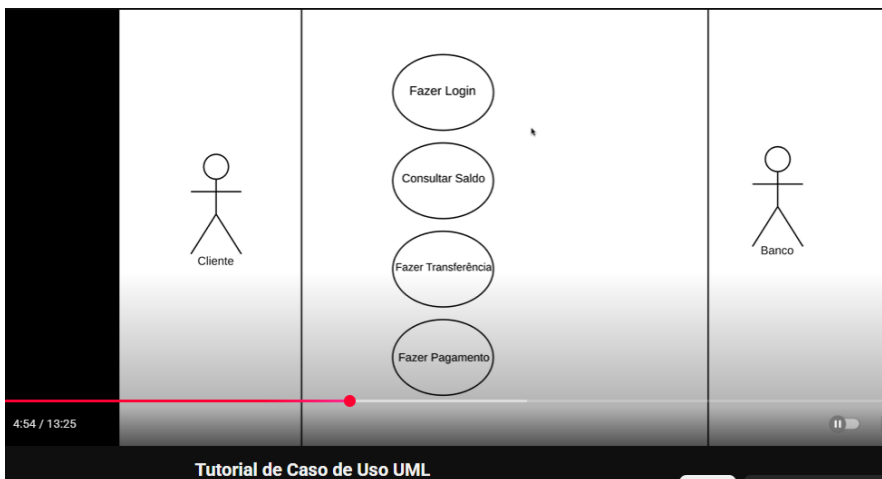 Fazer Login
Consultar Saldo
Cliente
Banco
Fazer Transferência
Fazer Pagamento
4:54 / 13:25
Tutorial de Caso de Uso UML